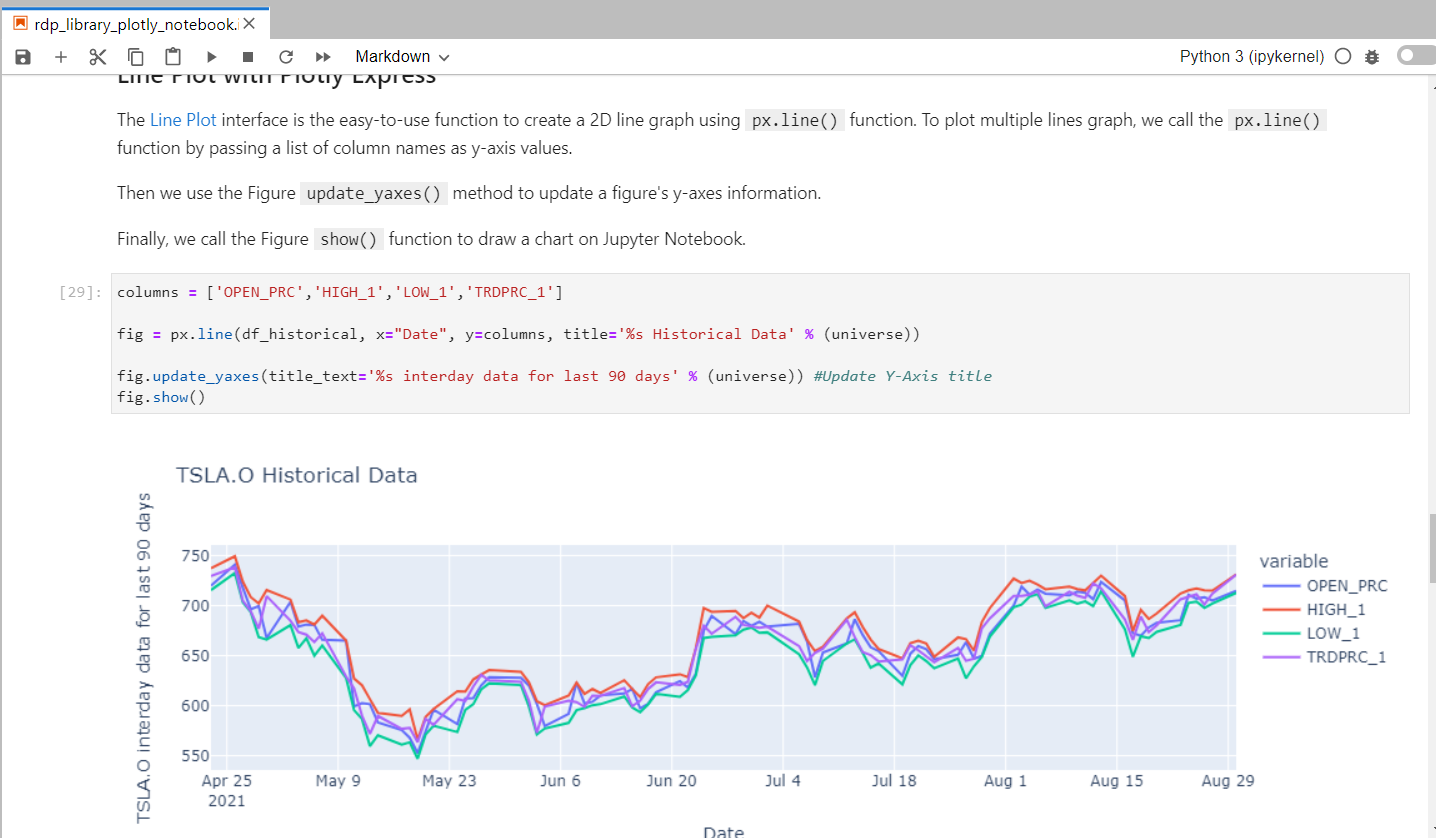 rdp_library_plotly_notebook.i
Markdown
Python 3 (ipykernel)
Line Plot with Plotly Express
The Line Plot interface is the easy-to-use function to create a 2D line graph using px.line() function. To plot multiple lines graph, we call the px.line()
function by passing a list of column names as y-axis values.
Then we use the Figure update_yaxes() method to update a figure's y-axes information.
Finally, we call the Figure show() function to draw a chart on Jupyter Notebook.
[29]:
columns = ['OPEN_PRC','HIGH_1','LOW_1','TRDPRC_1']
fig = px.line(df_historical, x="Date", y=columns, title='%s Historical Data' % (universe))
fig.update_yaxes(title_text='%s interday data for last 90 days' % (universe)) #Update Y-Axis title
fig.show()
TSLA.O Historical Data
TSLA.O interday data for last 90 days
750
700
650
600
550
Apr 25 May 9 May 23 Jun 6 Jun 20 Jul 4 Jul 18 Aug 1 Aug 15 Aug 29
2021
Date
variable
OPEN_PRC
HIGH_1
LOW_1
TRDPRC_1